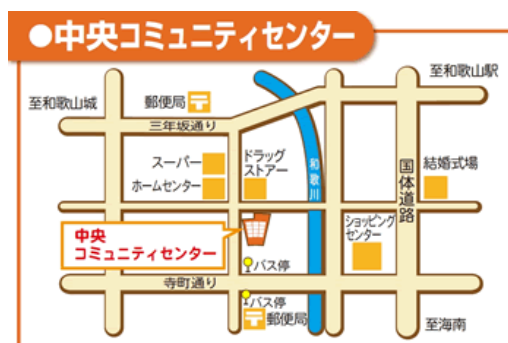 ●中央コミュニティセンター
至和歌山駅
至和歌山城
郵便局
〒
三年坂通り
スーパー
ホームセンター
ドラッグ
ストアー
和歌川
国体道路
結婚式場
中央
コミュニティセンター
ショッピング
センター
バス停
寺町通り
バス停
〒
郵便局
至海南